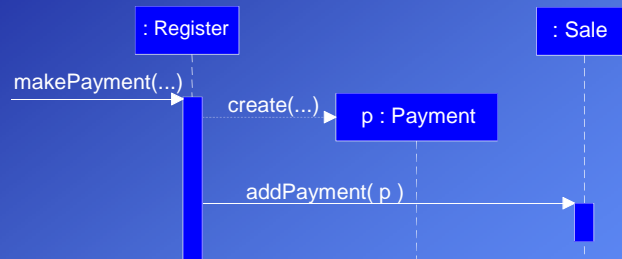 : Register
: Sale
makePayment(...)
create(...)
p : Payment
addPayment( p )